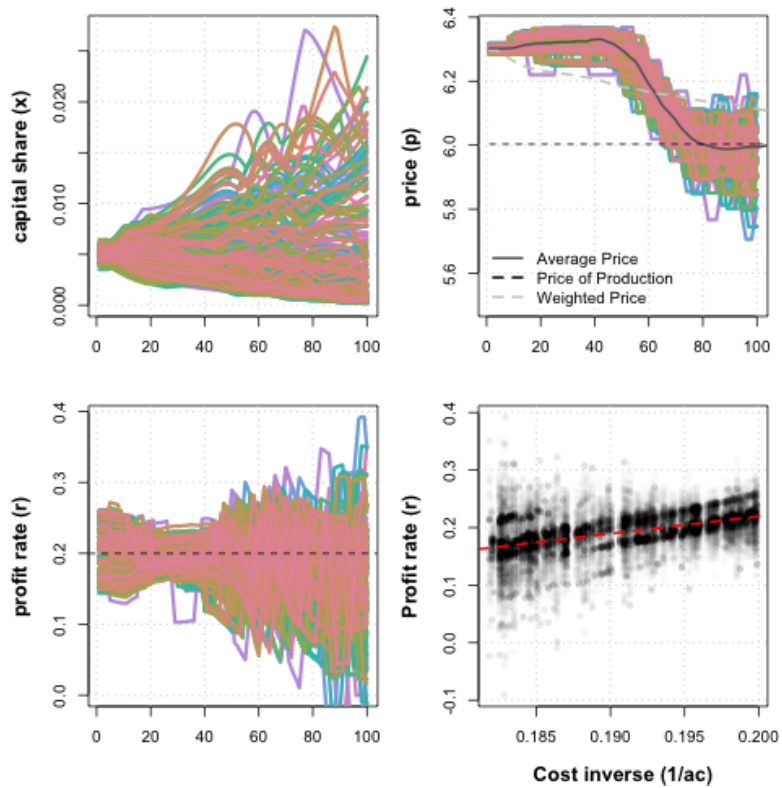 capital share (x)
0.000 0.010 0.020
0 20 40 60 80 100
price (p)
5.6 5.8 6.0 6.2 6.4
Average Price
Price of Production
Weighted Price
0 20 40 60 80 100
profit rate (r)
0.0 0.1 0.2 0.3 0.4
0 20 40 60 80 100
Profit rate (r)
-0.1 0.0 0.1 0.2 0.3 0.4
0.185 0.190 0.195 0.200
Cost inverse (1/ac)